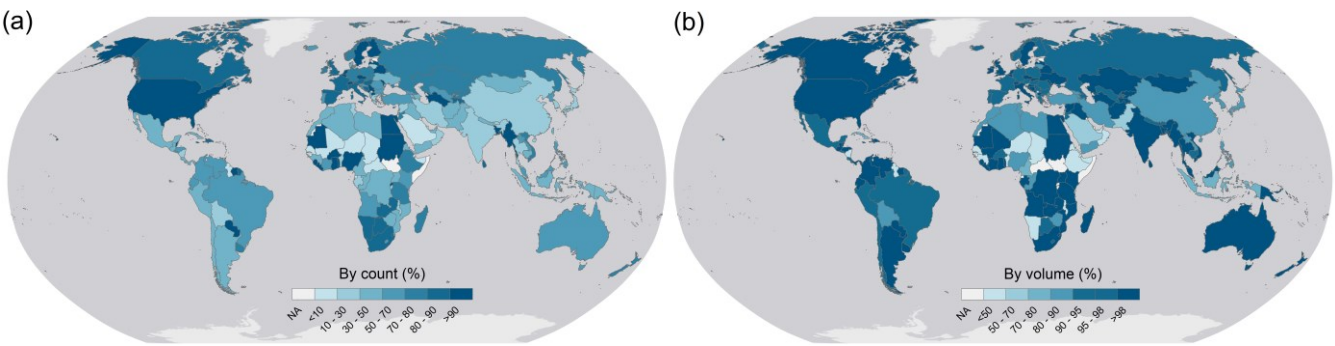 (a)
(b)
By count (%)
NA
<10
10 - 30
30 - 50
50 - 70
70 - 80
80 - 90
>90
By volume (%)
NA
<50
50 - 70
70 - 80
80 - 90
90 - 95
95 - 98
>98